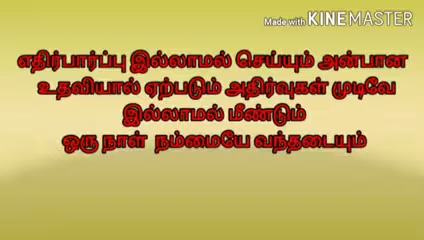 Made with KINEMASTER
எதிர்பார்ப்பு இல்லாமல் செய்யும் அன்பான
உதவியால் ஏற்படும் அதிர்வுகள் முடிவே
இல்லாமல் மீண்டும்
ஒரு நாள் நம்மையே வந்தடையும்